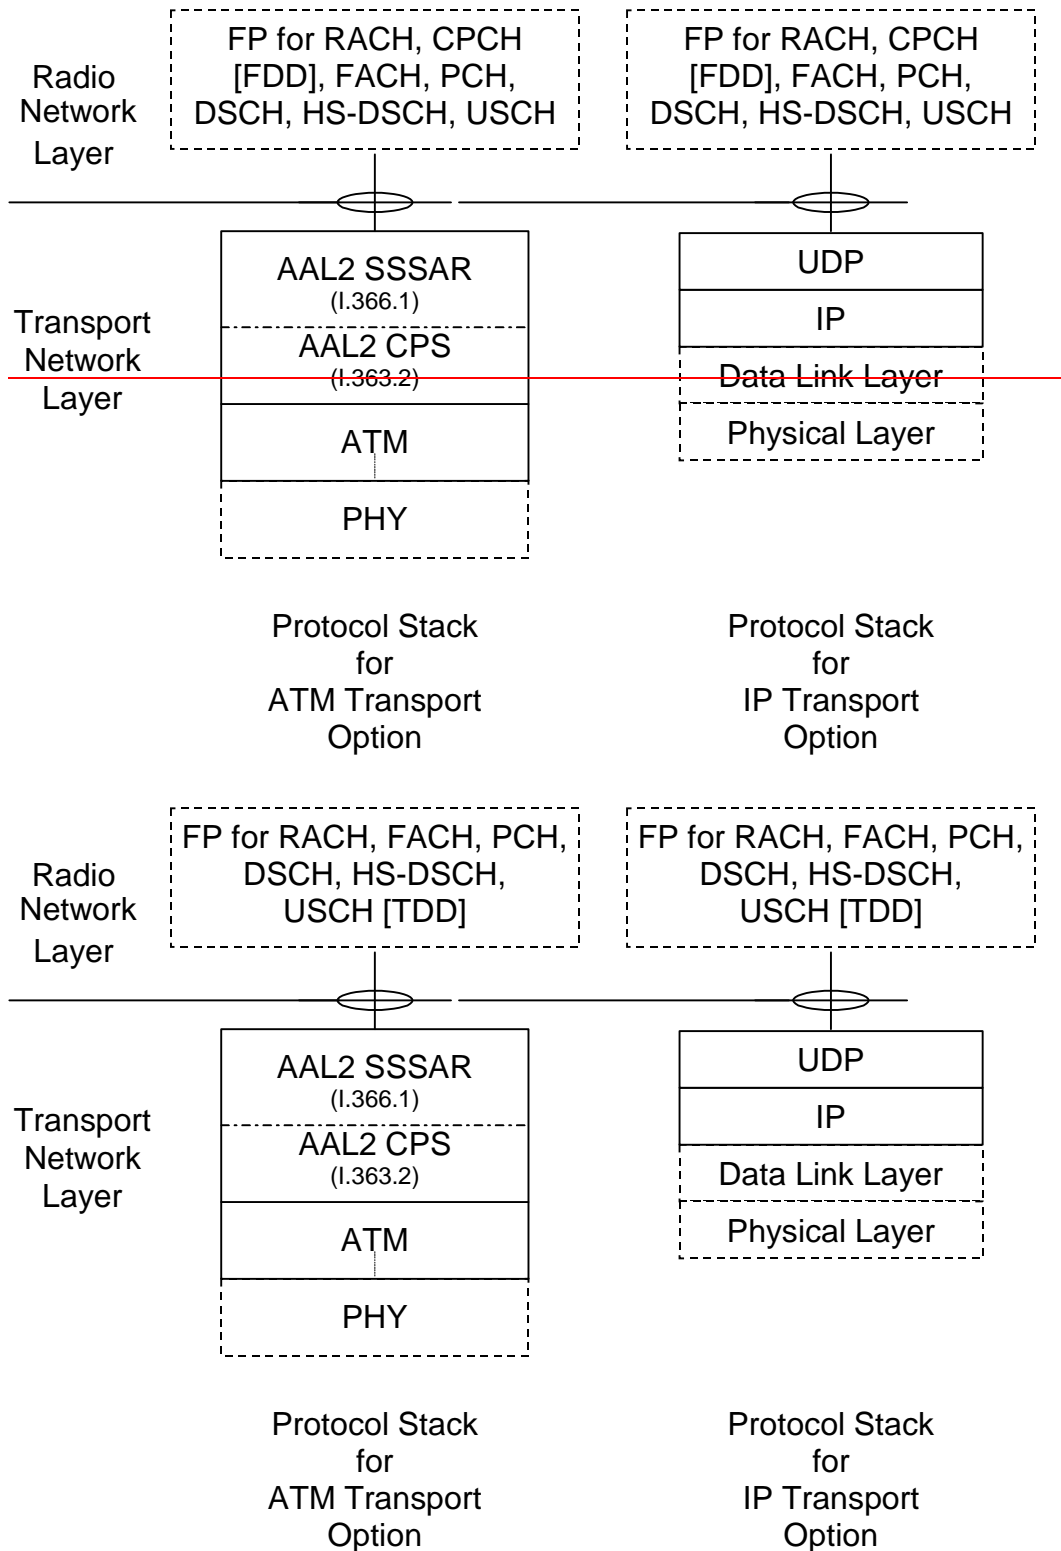 Radio
Network
Layer
FP for RACH, CPCH
[FDD], FACH, PCH,
DSCH, HS-DSCH, USCH
FP for RACH, CPCH
[FDD], FACH, PCH,
DSCH, HS-DSCH, USCH
Transport
Network
Layer
AAL2 SSSAR
(I.366.1)
AAL2 CPS
(I.363.2)
ATM
PHY
UDP
IP
Data Link Layer
Physical Layer
Protocol Stack
for
ATM Transport
Option
Protocol Stack
for
IP Transport
Option
Radio
Network
Layer
FP for RACH, FACH, PCH,
DSCH, HS-DSCH,
USCH [TDD]
FP for RACH, FACH, PCH,
DSCH, HS-DSCH,
USCH [TDD]
Transport
Network
Layer
AAL2 SSSAR
(I.366.1)
AAL2 CPS
(I.363.2)
ATM
PHY
UDP
IP
Data Link Layer
Physical Layer
Protocol Stack
for
ATM Transport
Option
Protocol Stack
for
IP Transport
Option